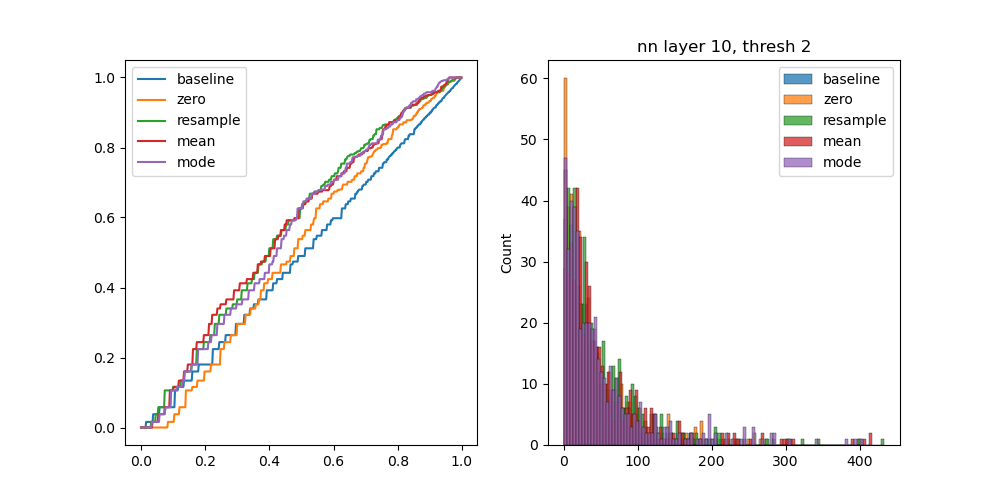 nn layer 10, thresh 2
baseline
zero
resample
mean
mode
1.0
0.8
0.6
0.4
0.2
0.0
0.0 0.2 0.4 0.6 0.8 1.0
baseline
zero
resample
mean
mode
Count
60
50
40
30
20
10
0
0 100 200 300 400